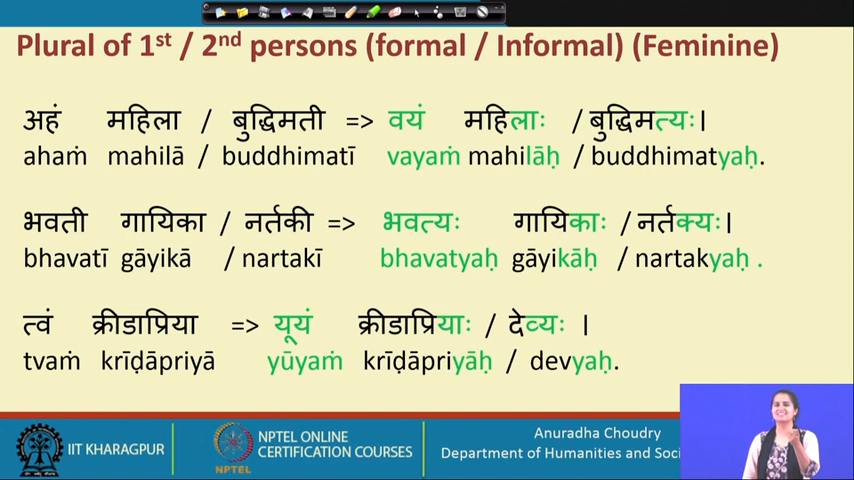 Plural of 1st / 2nd persons (formal / Informal) (Feminine)
अहं महिला / बुद्धिमती => वयं महिलाः / बुद्धिमत्यः।
ahaṁ mahilā / buddhimatī vayaṁ mahilāḥ / buddhimatyaḥ.
भवती गायिका / नर्तकी => भवत्यः गायिकाः / नर्तक्यः।
bhavatī gāyikā / nartakī bhavatyaḥ gāyikāḥ / nartakyaḥ .
त्वं क्रीडाप्रिया => यूयं क्रीडाप्रियाः / देव्यः ।
tvaṁ krīḍāpriyā yūyaṁ krīḍāpriyāḥ / devyaḥ.
IIT KHARAGPUR
NPTEL
NPTEL ONLINE
CERTIFICATION COURSES
Anuradha Choudry
Department of Humanities and Soci